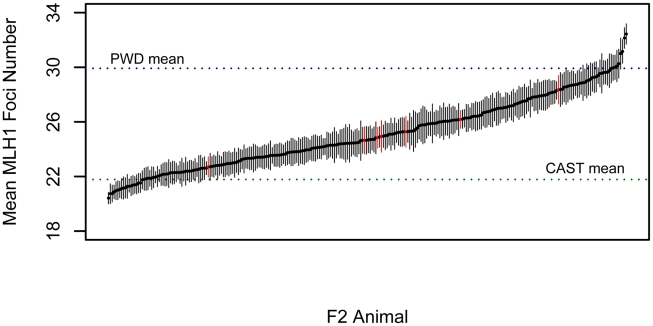 Mean MLH1 Foci Number
34
30
26
22
18
PWD mean
CAST mean
F2 Animal